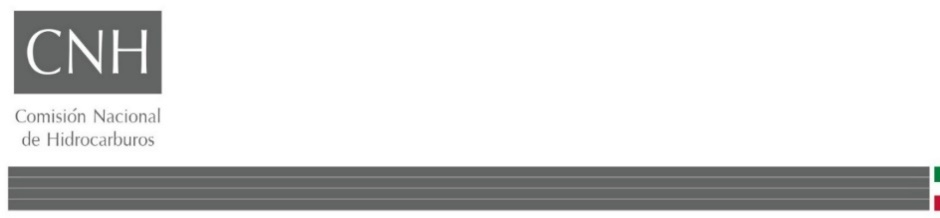 CNH
Comisión Nacional
de Hidrocarburos